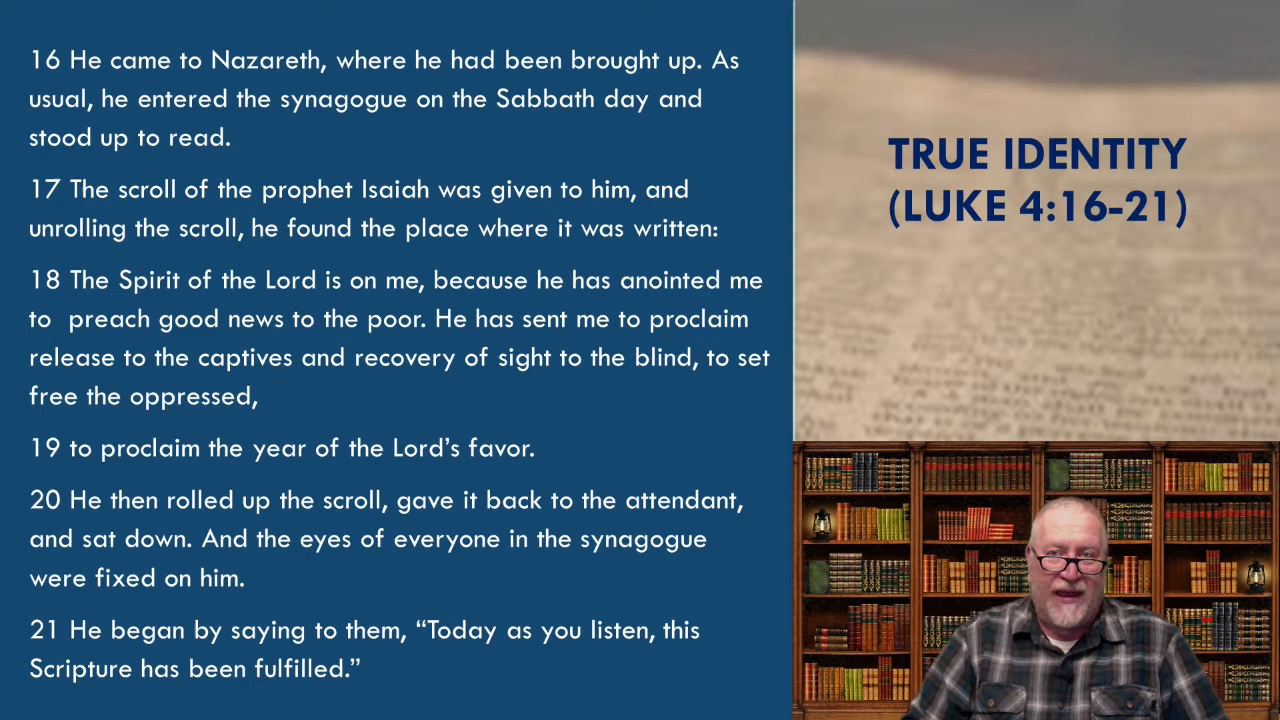 16 He came to Nazareth, where he had been brought up. As
usual, he entered the synagogue on the Sabbath day and
stood up to read.
17 The scroll of the prophet Isaiah was given to him, and
unrolling the scroll, he found the place where it was written:
18 The Spirit of the Lord is on me, because he has anointed me
to  preach good news to the poor. He has sent me to proclaim
release to the captives and recovery of sight to the blind, to set
free the oppressed,
19 to proclaim the year of the Lord’s favor.
20 He then rolled up the scroll, gave it back to the attendant,
and sat down. And the eyes of everyone in the synagogue
were fixed on him.
21 He began by saying to them, “Today as you listen, this
Scripture has been fulfilled.”
TRUE IDENTITY
(LUKE 4:16-21)